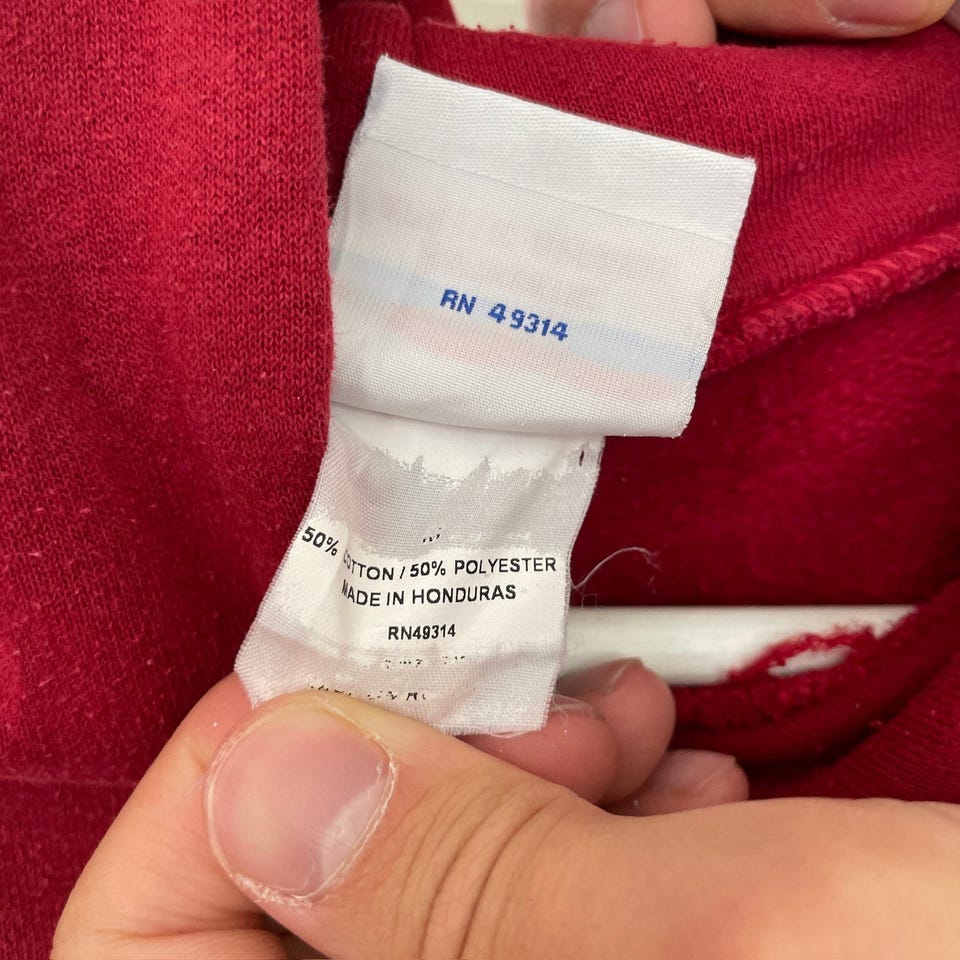 RN 49314
50% COTTON / 50% POLYESTER
MADE IN HONDURAS
RN49314